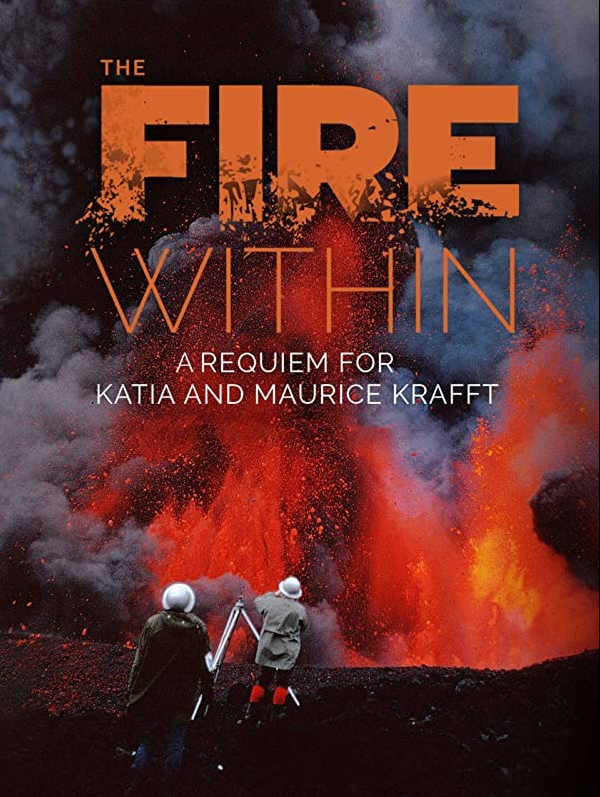 THE
FIRE
WITHIN
A REQUIEM FOR
KATIA AND MAURICE KRAFFT